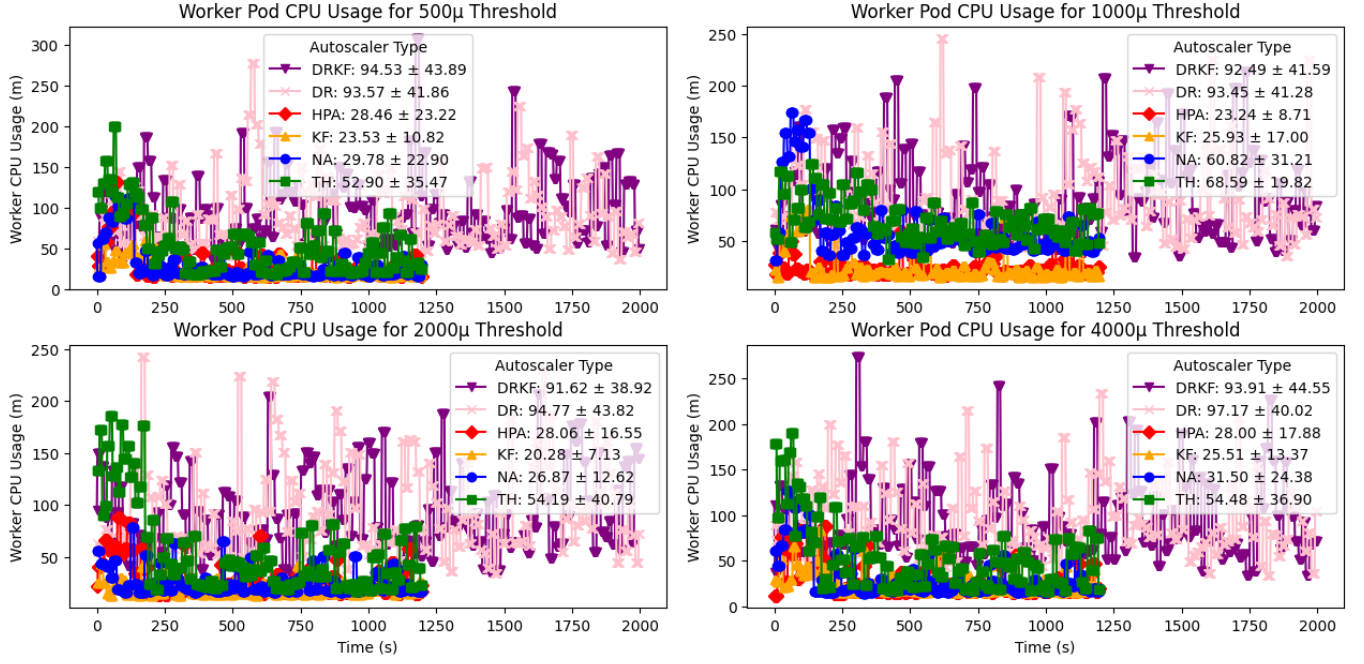 Worker Pod CPU Usage for 500μ Threshold
Worker CPU Usage (m)
300
250
200
150
100
50
0
Autoscaler Type
DRKF: 94.53 ± 43.89
DR: 93.57 ± 41.86
HPA: 28.46 ± 23.22
KF: 23.53 ± 10.82
NA: 29.78 ± 22.90
TH: 52.90 ± 35.47
0 250 500 750 1000 1250 1500 1750 2000
Worker Pod CPU Usage for 1000μ Threshold
Worker CPU Usage (m)
250
200
150
100
50
Autoscaler Type
DRKF: 92.49 ± 41.59
DR: 93.45 ± 41.28
HPA: 23.24 ± 8.71
KF: 25.93 ± 17.00
NA: 60.82 ± 31.21
TH: 68.59 ± 19.82
0 250 500 750 1000 1250 1500 1750 2000
Worker Pod CPU Usage for 2000μ Threshold
Worker CPU Usage (m)
250
200
150
100
50
Autoscaler Type
DRKF: 91.62 ± 38.92
DR: 94.77 ± 43.82
HPA: 28.06 ± 16.55
KF: 20.28 ± 7.13
NA: 26.87 ± 12.62
TH: 54.19 ± 40.79
0 250 500 750 1000 1250 1500 1750 2000
Time (s)
Worker Pod CPU Usage for 4000μ Threshold
Worker CPU Usage (m)
250
200
150
100
50
0
Autoscaler Type
DRKF: 93.91 ± 44.55
DR: 97.17 ± 40.02
HPA: 28.00 ± 17.88
KF: 25.51 ± 13.37
NA: 31.50 ± 24.38
TH: 54.48 ± 36.90
0 250 500 750 1000 1250 1500 1750 2000
Time (s)